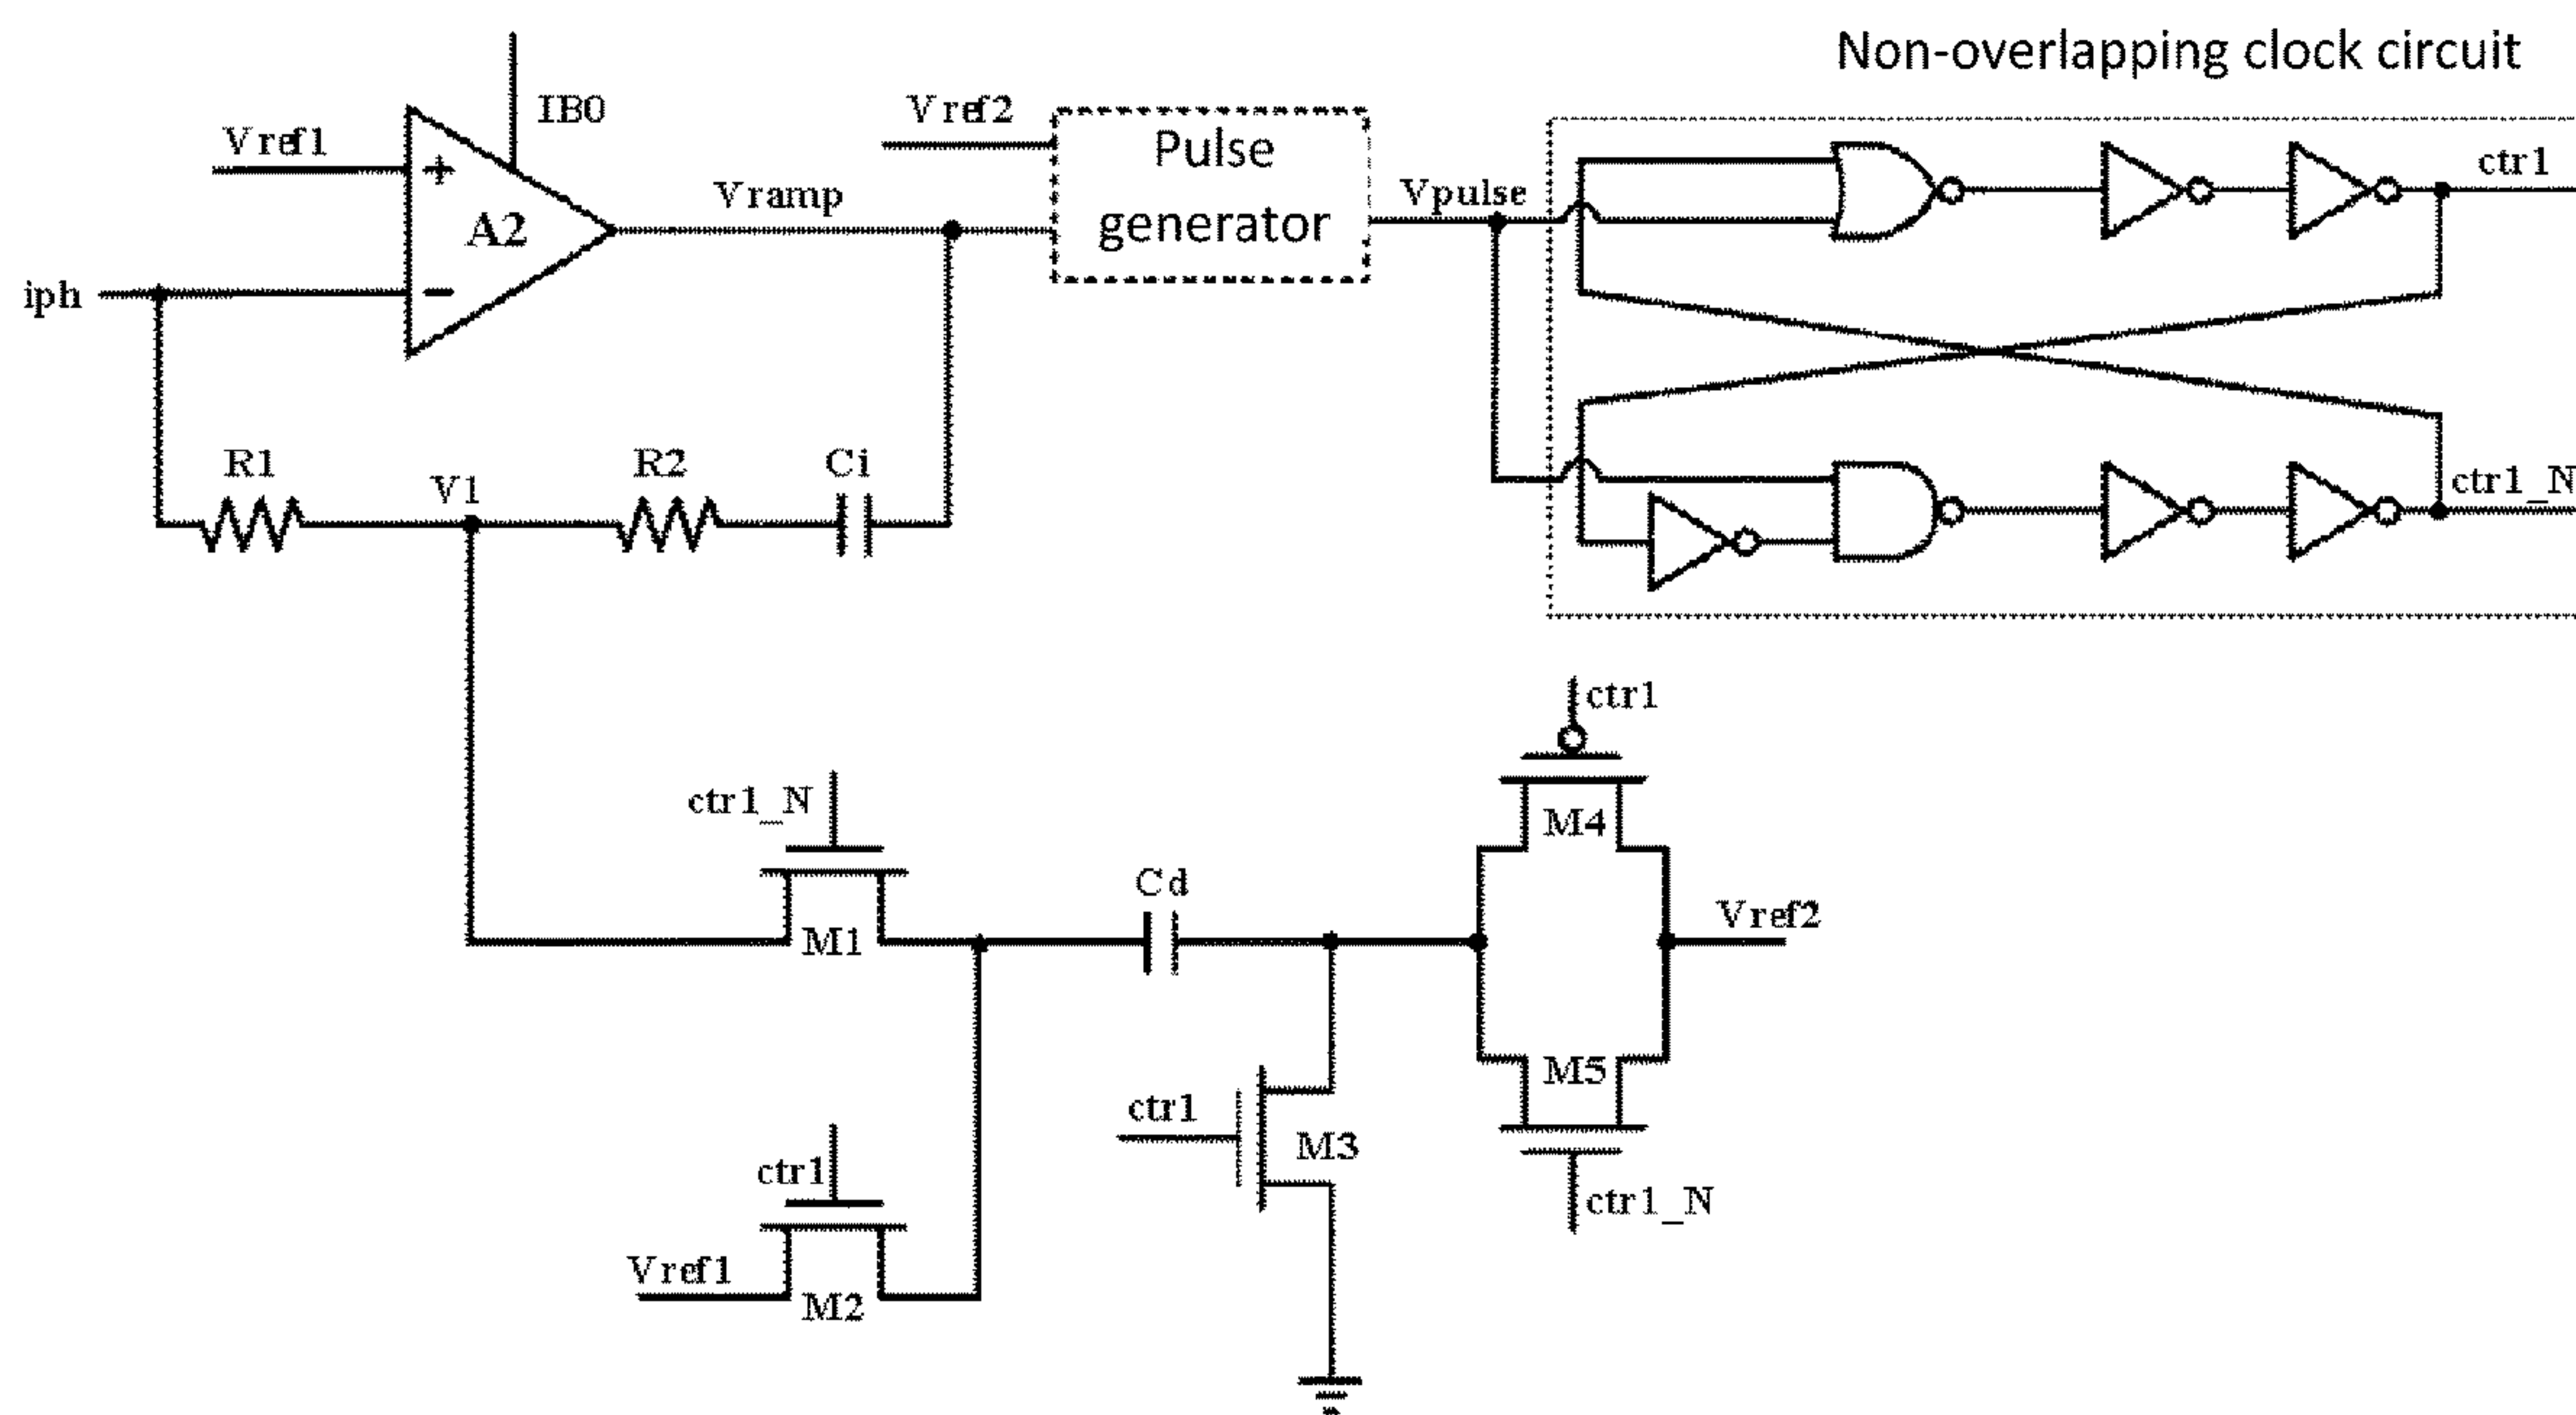 Non-overlapping clock circuit
IB0
Vref1
+
A2
Vramp
Vref2
Pulse
generator
Vpulse
ctr1
iph
−
R1
V1
R2
Ci
ctr1_N
ctr1
ctr1_N
M4
Cd
M1
Vref2
M5
ctr1
M3
ctr1
ctr1_N
Vref1
M2